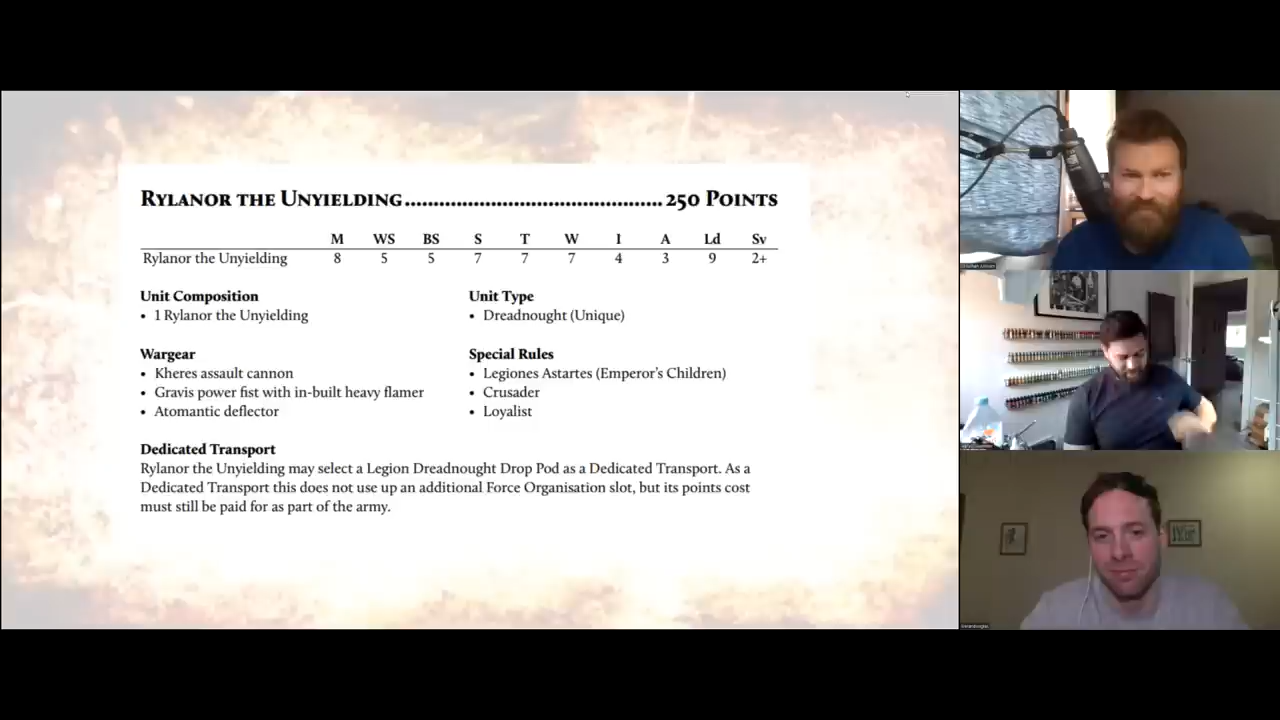 RYLANOR THE UNYIELDING............................................. 250 POINTS
M WS BS S T W I A Ld Sv
Rylanor the Unyielding 8 5 5 7 7 7 4 3 9 2+
Unit Composition
• 1 Rylanor the Unyielding
Unit Type
• Dreadnought (Unique)
Wargear
• Kheres assault cannon
• Gravis power fist with in-built heavy flamer
• Atomantic deflector
Special Rules
• Legiones Astartes (Emperor's Children)
• Crusader
• Loyalist
Dedicated Transport
Rylanor the Unyielding may select a Legion Dreadnought Drop Pod as a Dedicated Transport. As a
Dedicated Transport this does not use up an additional Force Organisation slot, but its points cost
must still be paid for as part of the army.